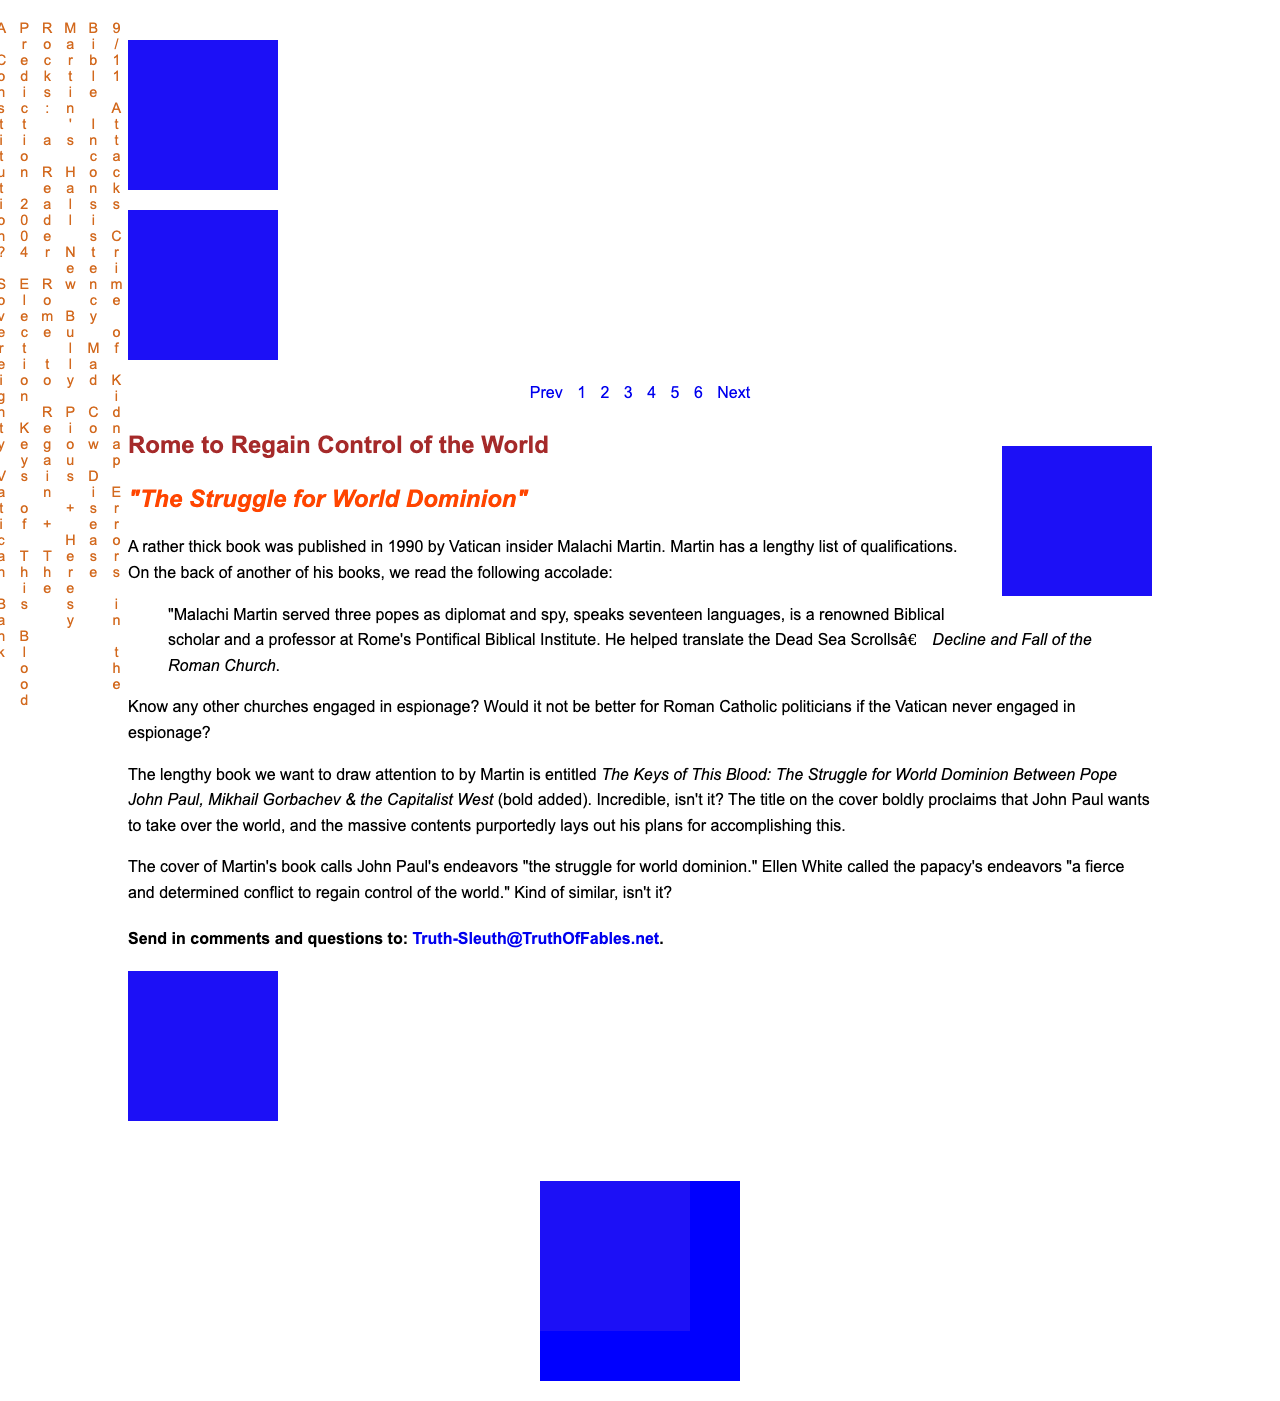 9/11 Attacks Crime of Kidnap Errors in the
Bible Inconsistency Mad Cow Disease
Martin's Hall New Bully Pious + Heresy
Rocks: a Reader Rome to Regain + The
Prediction 2004 Election Keys of This Blood
A Constitution? Sovereignty Vatican Bank
Prev 1 2 3 4 5 6 Next
Rome to Regain Control of the World
"The Struggle for World Dominion"
A rather thick book was published in 1990 by Vatican insider Malachi Martin. Martin has a lengthy list of qualifications.
On the back of another of his books, we read the following accolade:
"Malachi Martin served three popes as diplomat and spy, speaks seventeen languages, is a renowned Biblical
scholar and a professor at Rome's Pontifical Biblical Institute. He helped translate the Dead Sea Scrollsâ€ Decline and Fall of the
Roman Church.
Know any other churches engaged in espionage? Would it not be better for Roman Catholic politicians if the Vatican never engaged in
espionage?
The lengthy book we want to draw attention to by Martin is entitled The Keys of This Blood: The Struggle for World Dominion Between Pope
John Paul, Mikhail Gorbachev & the Capitalist West (bold added). Incredible, isn't it? The title on the cover boldly proclaims that John Paul wants
to take over the world, and the massive contents purportedly lays out his plans for accomplishing this.
The cover of Martin's book calls John Paul's endeavors "the struggle for world dominion." Ellen White called the papacy's endeavors "a fierce
and determined conflict to regain control of the world." Kind of similar, isn't it?
Send in comments and questions to: Truth-Sleuth@TruthOfFables.net.